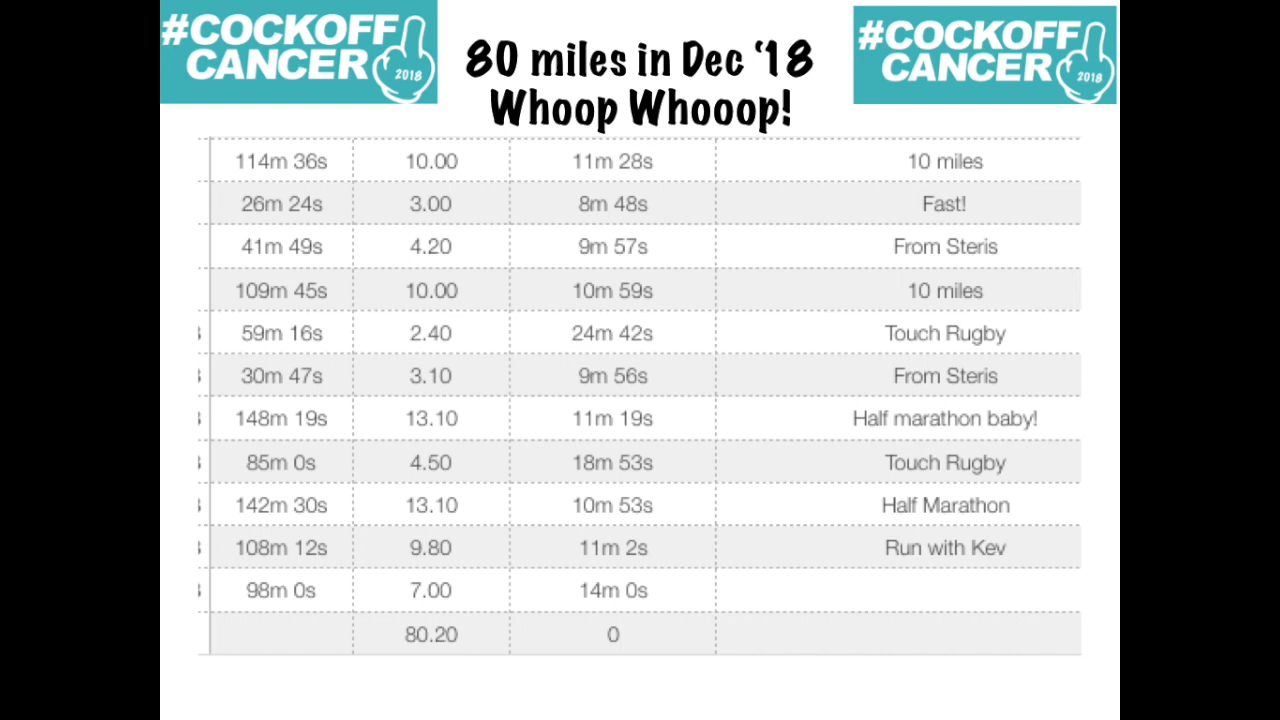 #COCKOFF
CANCER
2018
80 miles in Dec ‘18
Whoop Whooop!
#COCKOFF
CANCER
2018
114m 36s 10.00 11m 28s 10 miles
26m 24s 3.00 8m 48s Fast!
41m 49s 4.20 9m 57s From Steris
109m 45s 10.00 10m 59s 10 miles
59m 16s 2.40 24m 42s Touch Rugby
30m 47s 3.10 9m 56s From Steris
148m 19s 13.10 11m 19s Half marathon baby!
85m 0s 4.50 18m 53s Touch Rugby
142m 30s 13.10 10m 53s Half Marathon
108m 12s 9.80 11m 2s Run with Kev
98m 0s 7.00 14m 0s
80.20 0